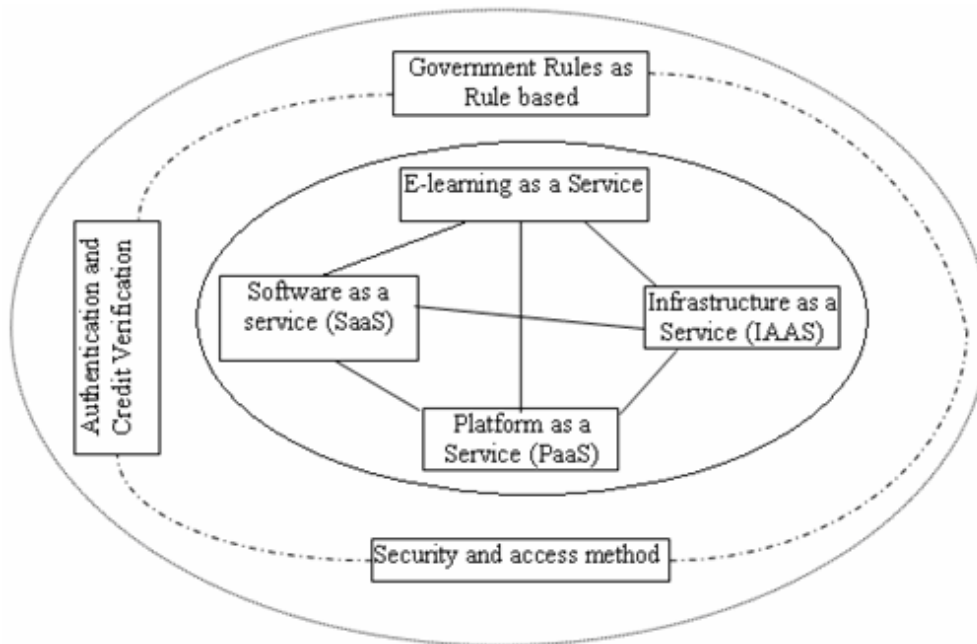 Government Rules as
Rule based
E-learning as a Service
Software as a
service (SaaS)
Infrastructure as a
Service (IAAS)
Authentication and
Credit Verification
Platform as a
Service (PaaS)
Security and access method